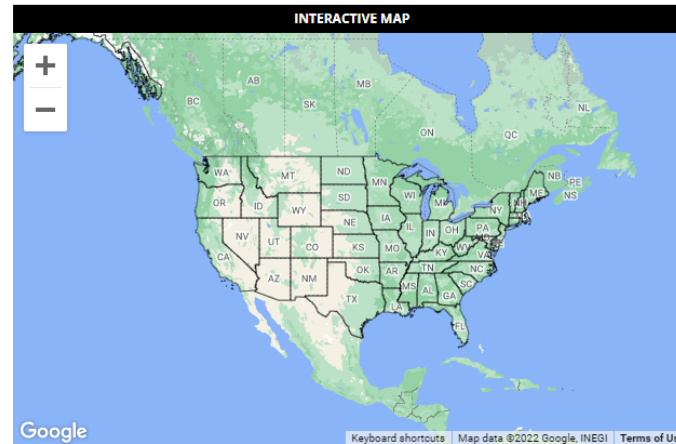 INTERACTIVE MAP
+
−
AB
MB
BC
SK
NL
ON
QC
NB
PE
NS
WA
MT
ND
MN
ME
OR
ID
SD
WI
MI
NY
NH
WY
IA
NE
PA
NV
UT
CO
KS
MO
IL
IN
OH
WV
VA
KY
CA
AZ
NM
OK
AR
TN
NC
SC
MS
AL
GA
TX
LA
FL
Google
Keyboard shortcuts Map data ©2022 Google, INEGI Terms of Us